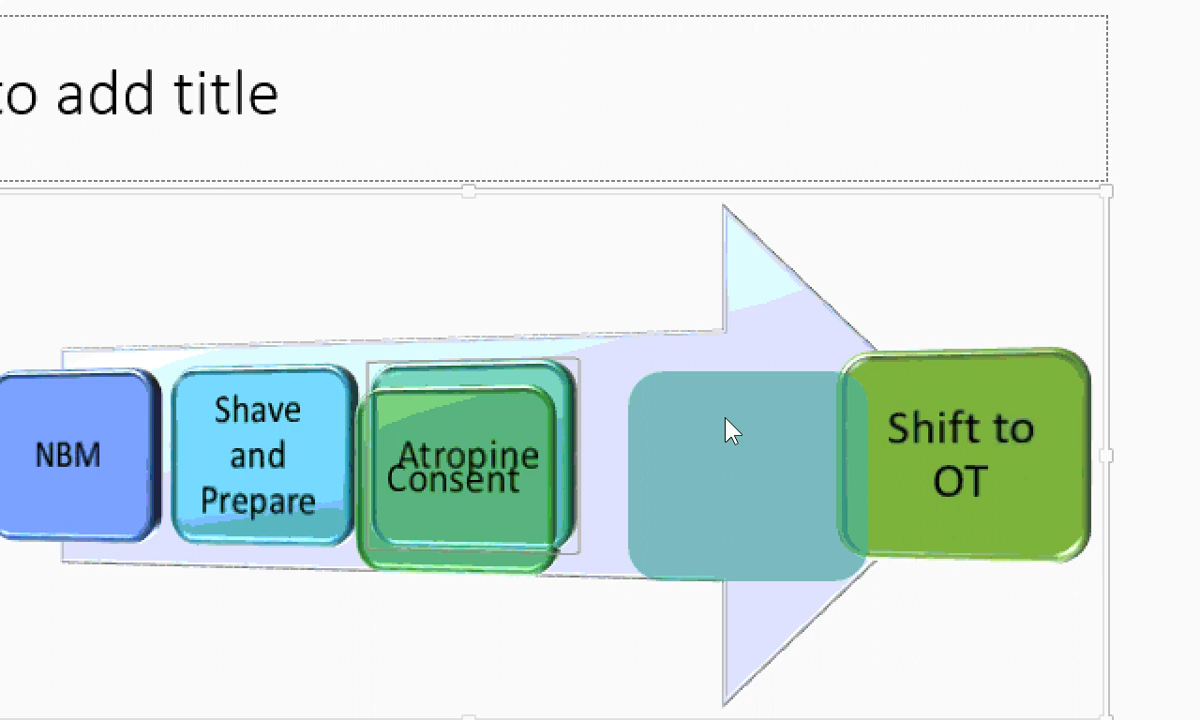 to add title
NBM
Shave
and
Prepare
Atropine
Consent
Shift to
OT